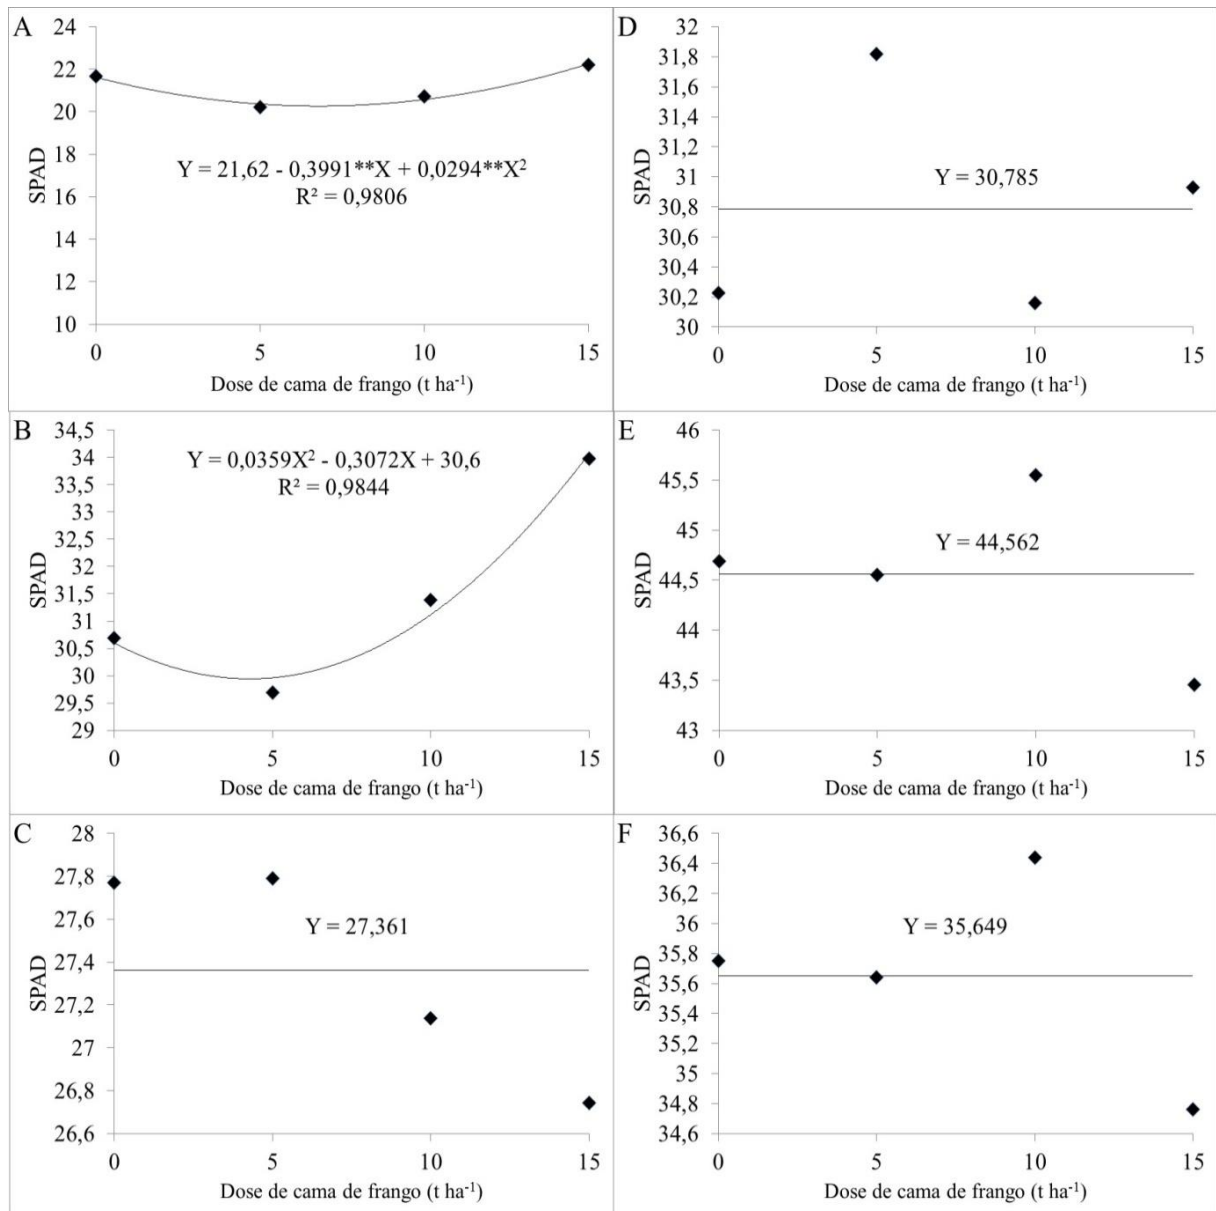 A
24
22
20
18
16
14
12
10
SPAD
Y = 21,62 - 0,3991**X + 0,0294**X²
R² = 0,9806
0 5 10 15
Dose de cama de frango (t ha⁻¹)
B
34,5
34
33,5
33
32,5
32
31,5
31
30,5
30
29,5
29
SPAD
Y = 0,0359X² - 0,3072X + 30,6
R² = 0,9844
0 5 10 15
Dose de cama de frango (t ha⁻¹)
C
28
27,8
27,6
27,4
27,2
27
26,8
26,6
SPAD
Y = 27,361
0 5 10 15
Dose de cama de frango (t ha⁻¹)
D
32
31,8
31,6
31,4
31,2
31
30,8
30,6
30,4
30,2
30
SPAD
Y = 30,785
0 5 10 15
Dose de cama de frango (t ha⁻¹)
E
46
45,5
45
44,5
44
43,5
43
SPAD
Y = 44,562
0 5 10 15
Dose de cama de frango (t ha⁻¹)
F
36,6
36,4
36,2
36
35,8
35,6
35,4
35,2
35
34,8
34,6
SPAD
Y = 35,649
0 5 10 15
Dose de cama de frango (t ha⁻¹)